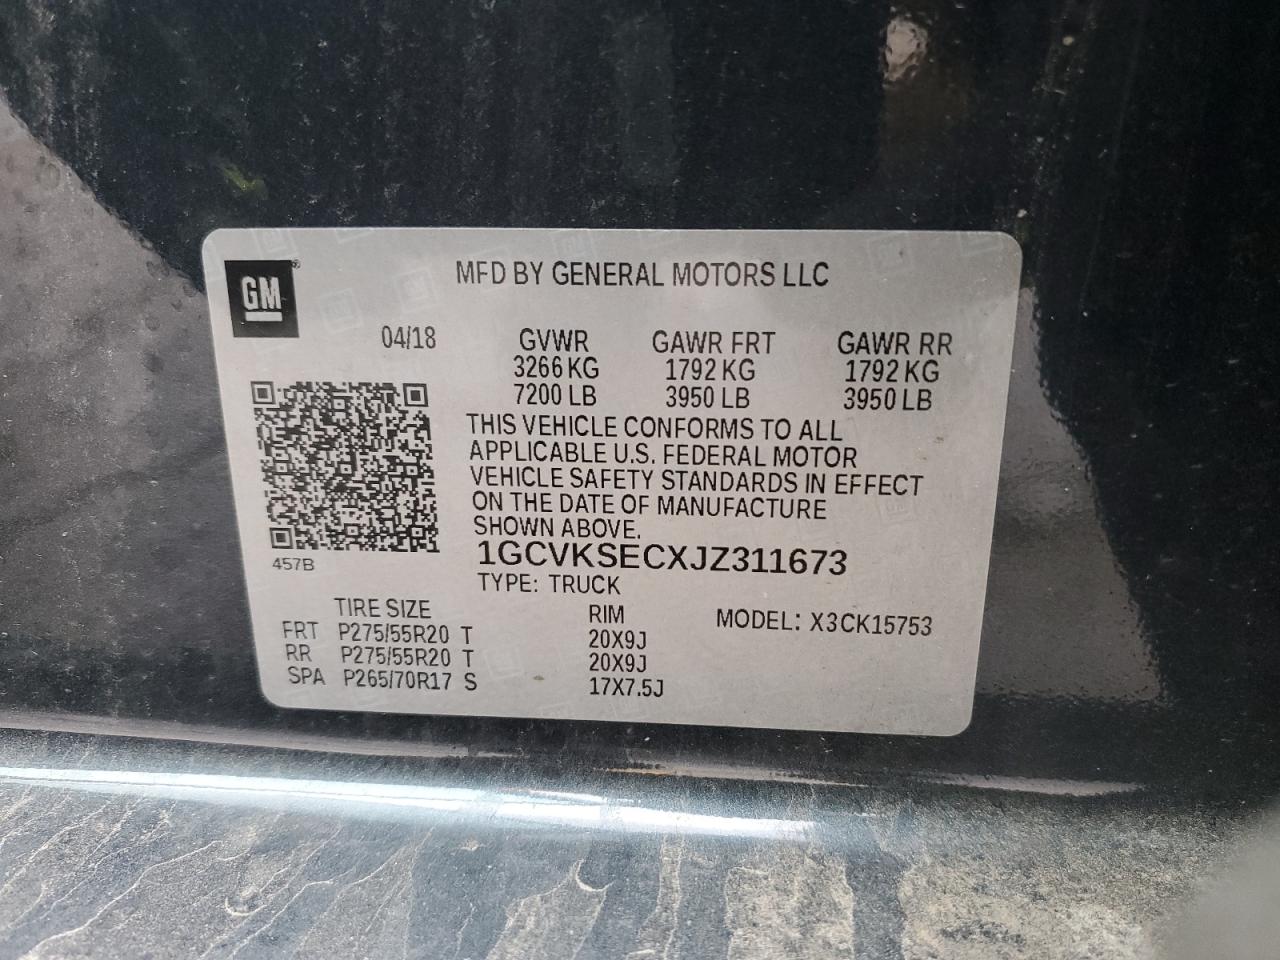 GM®
MFD BY GENERAL MOTORS LLC
04/18 GVWR GAWR FRT GAWR RR
3266 KG 1792 KG 1792 KG
7200 LB 3950 LB 3950 LB
THIS VEHICLE CONFORMS TO ALL
APPLICABLE U.S. FEDERAL MOTOR
VEHICLE SAFETY STANDARDS IN EFFECT
ON THE DATE OF MANUFACTURE
SHOWN ABOVE.
1GCVKSECXJZ311673
457B
TYPE: TRUCK
TIRE SIZE RIM MODEL: X3CK15753
FRT P275/55R20 T 20X9J
RR P275/55R20 T 20X9J
SPA P265/70R17 S 17X7.5J